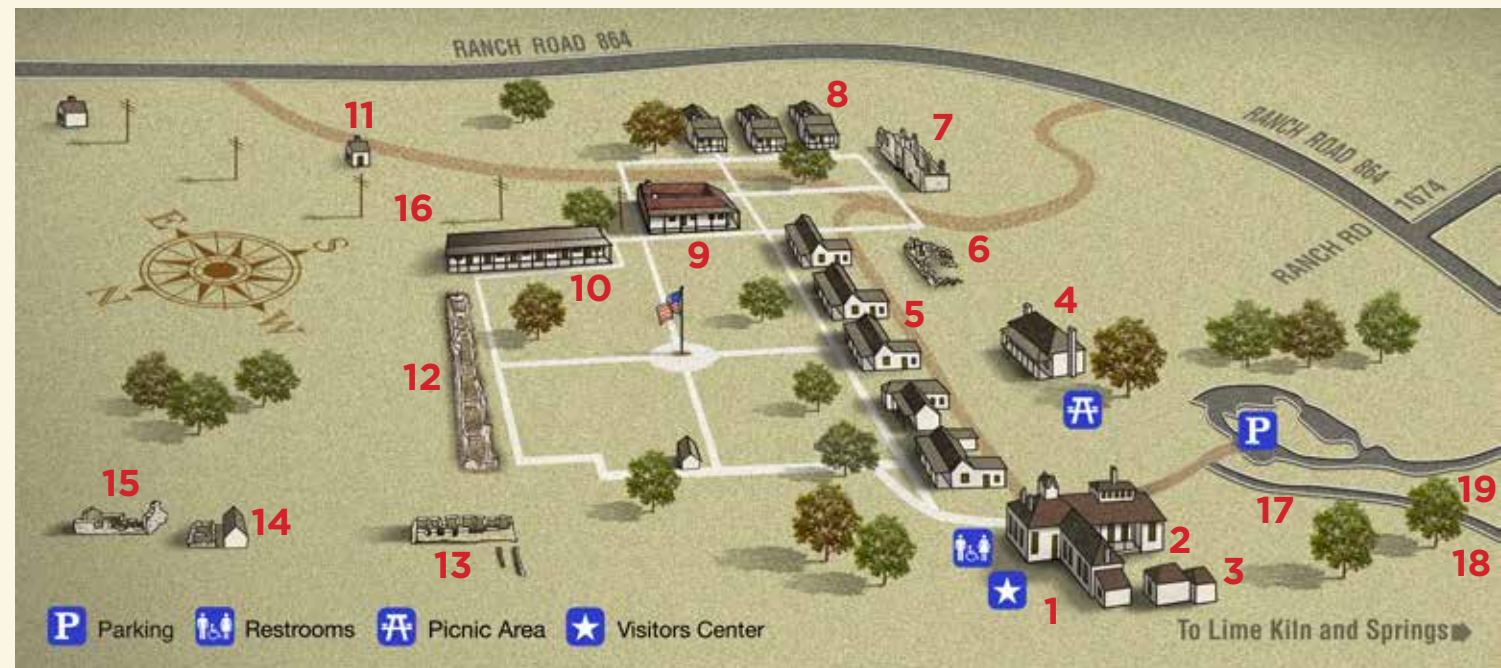 RANCH ROAD 864
8
7
11
RANCH ROAD 864
1674
RANCH RD
16
E
S
N
W
9
6
10
4
5
12
P
15
14
19
17
2
18
13
3
1
P Parking
Restrooms
Picnic Area
Visitors Center
To Lime Kiln and Springs